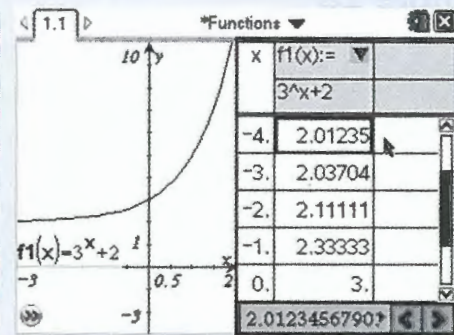 1.1
*Functions
10 y
1
f1(x)=3^x+2
x
-3
0.5
2
-3
x f1(x):=
3^x+2
-4. 2.01235
-3. 2.03704
-2. 2.11111
-1. 2.33333
0. 3.
2.0123456790